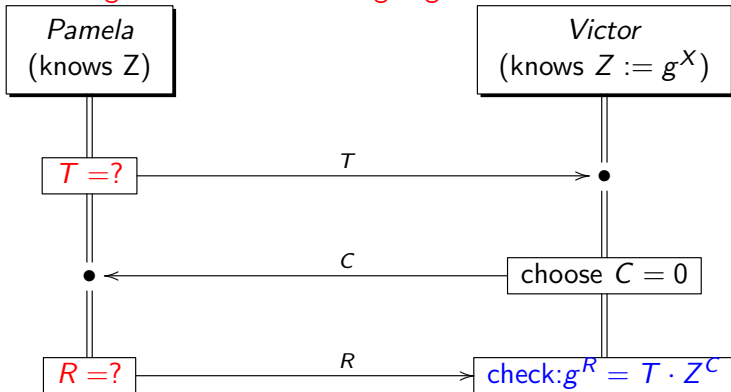 Pamela
(knows Z)
Victor
(knows Z := g^X)
T =?
T
C
choose C = 0
R =?
R
check:g^R = T · Z^C